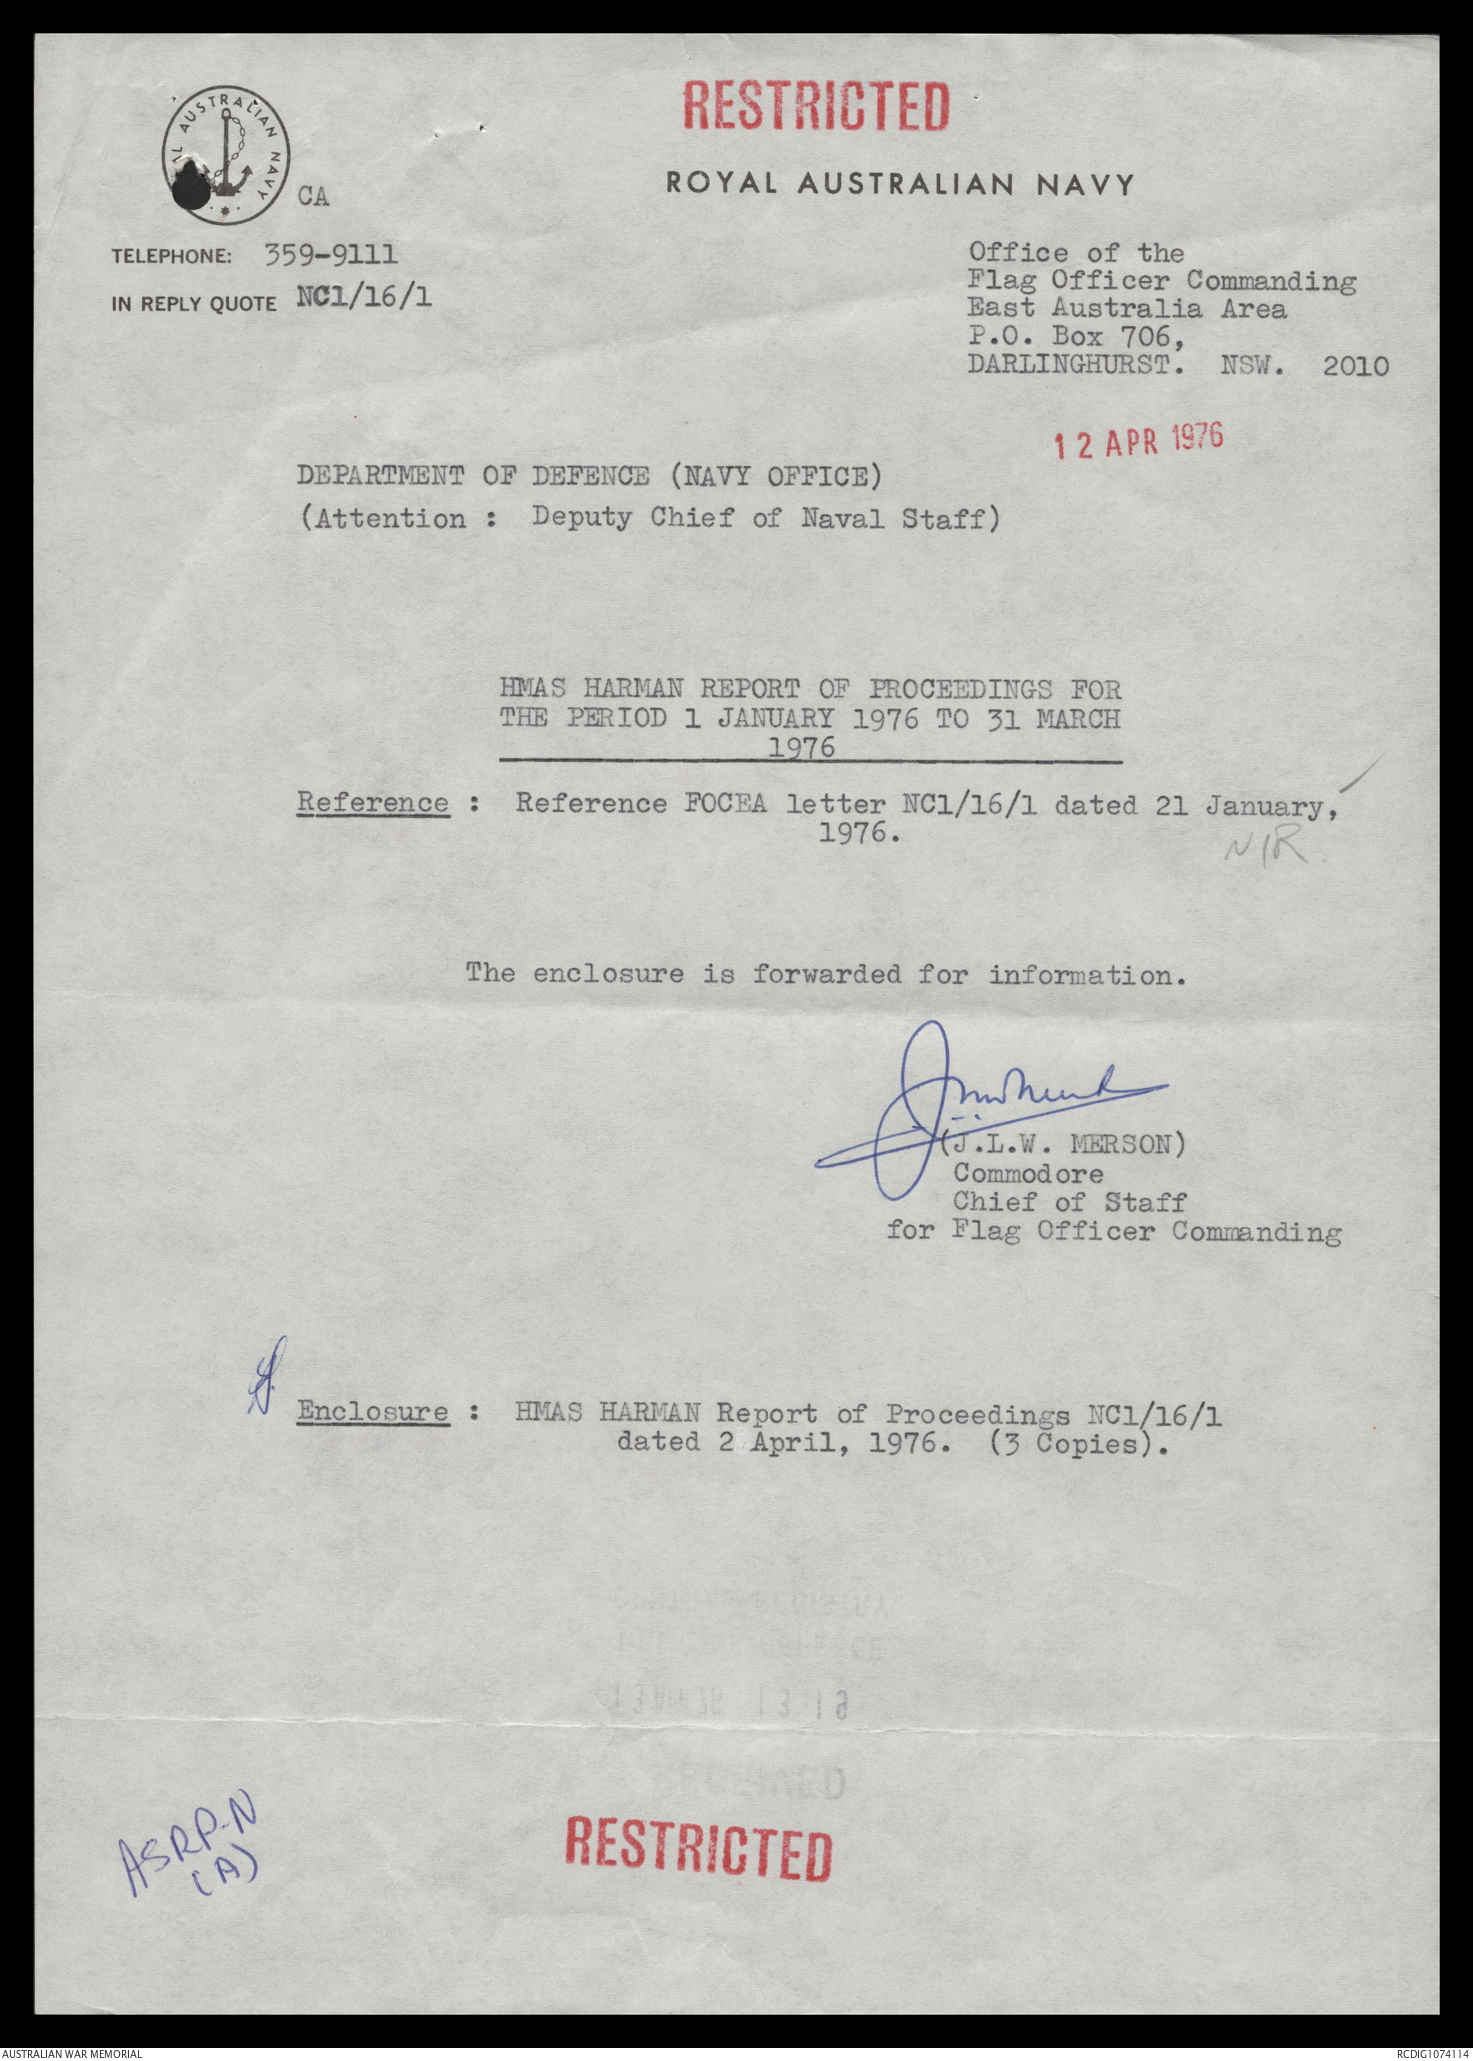 RESTRICTED
AUSTRALIAN NAVY
CA
ROYAL AUSTRALIAN NAVY
TELEPHONE: 359-9111
IN REPLY QUOTE NC1/16/1
Office of the
Flag Officer Commanding
East Australia Area
P.O. Box 706,
DARLINGHURST. NSW. 2010
12 APR 1976
DEPARTMENT OF DEFENCE (NAVY OFFICE)
(Attention : Deputy Chief of Naval Staff)
HMAS HARMAN REPORT OF PROCEEDINGS FOR
THE PERIOD 1 JANUARY 1976 TO 31 MARCH
1976
Reference : Reference FOCEA letter NC1/16/1 dated 21 January,
1976.
NIR.
The enclosure is forwarded for information.
(J.L.W. MERSON)
Commodore
Chief of Staff
for Flag Officer Commanding
Enclosure : HMAS HARMAN Report of Proceedings NC1/16/1
dated 2 April, 1976. (3 Copies).
ASRP-N
(A)
RESTRICTED
AUSTRALIAN WAR MEMORIAL
RCDIG1074114